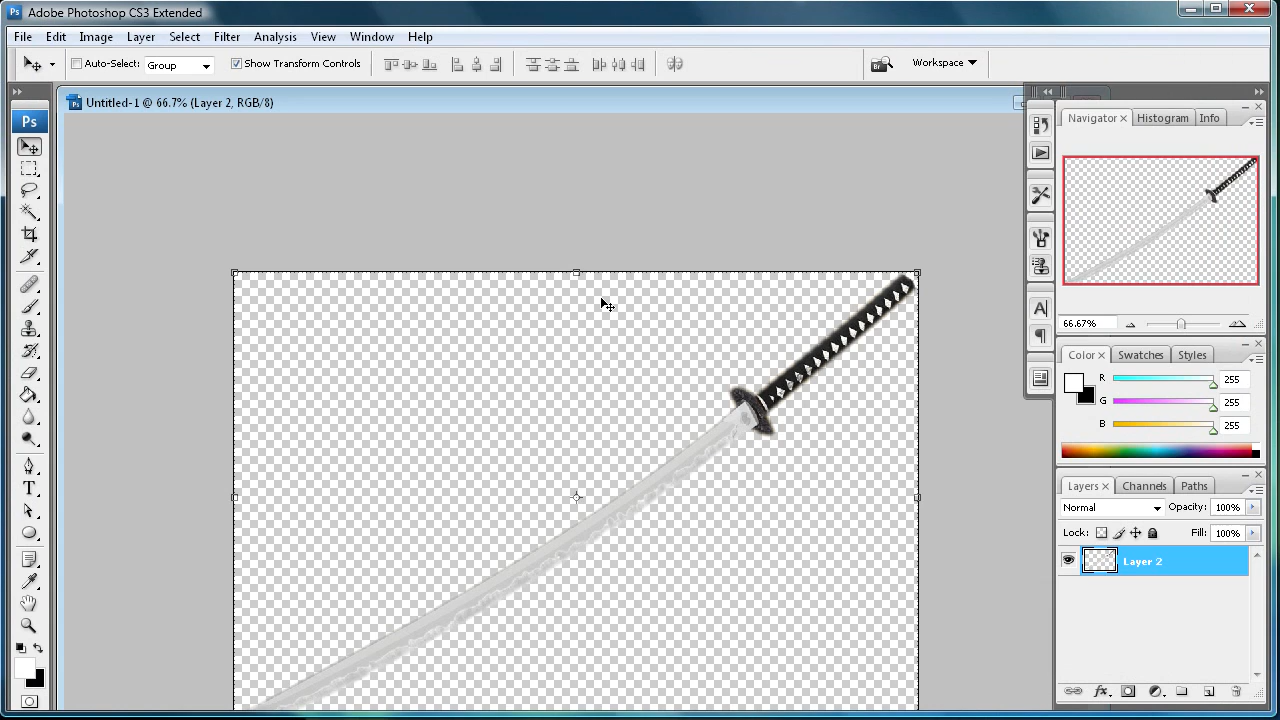 Ps Adobe Photoshop CS3 Extended
File Edit Image Layer Select Filter Analysis View Window Help
Auto-Select: Group Show Transform Controls Workspace
Untitled-1 @ 66.7% (Layer 2, RGB/8)
Ps
Navigator Histogram Info
66.67%
Color Swatches Styles
R 255
G 255
B 255
Layers Channels Paths
Normal Opacity: 100%
Lock: Fill: 100%
Layer 2